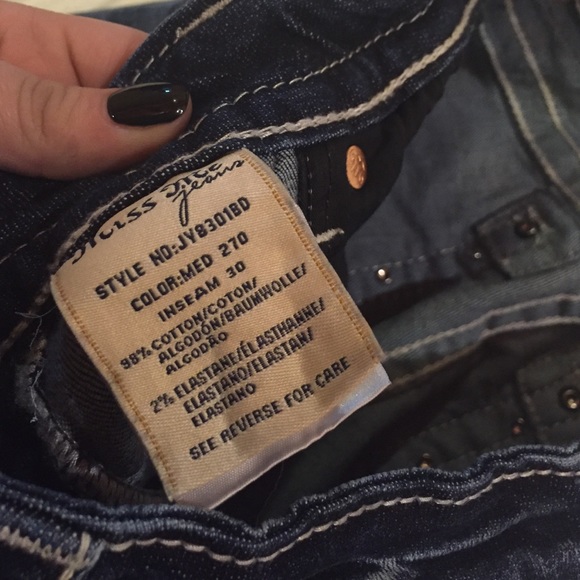 Miss Me
jeans
STYLE NO:JY8301BD
COLOR:MED 270
INSEAM 30
98% COTTON/COTON/
ALGODÓN/BAUMWOLLE/
ALGODÃO
2% ELASTANE/ÉLASTHANNE/
ELASTANO/ELASTAN/
ELASTANO
SEE REVERSE FOR CARE